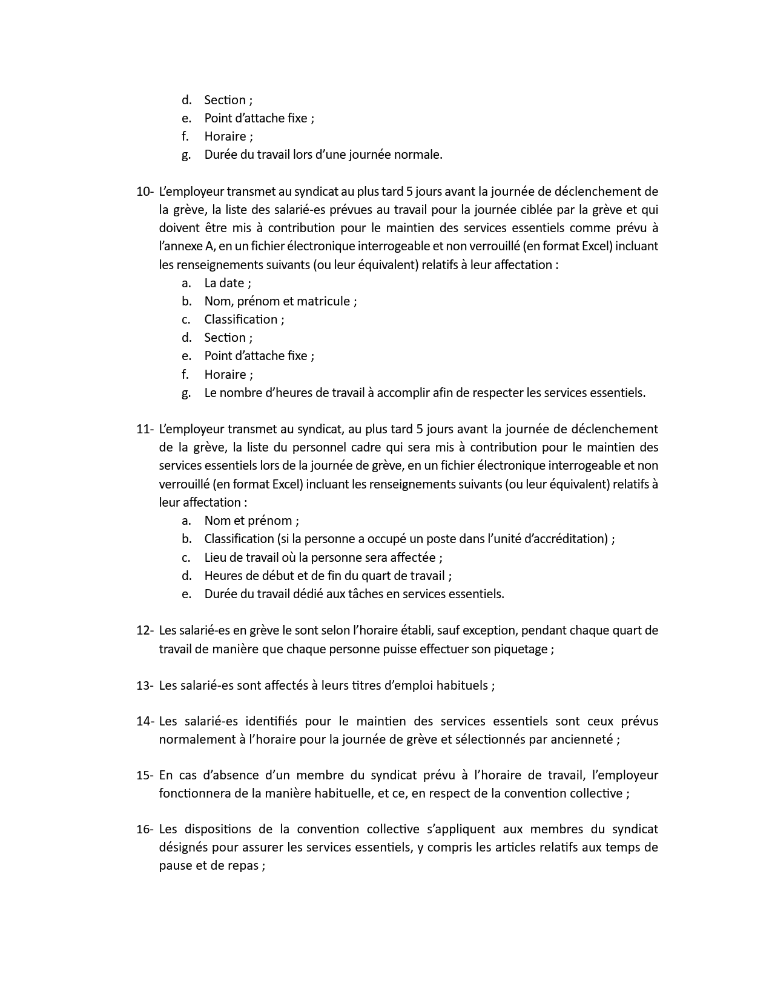 d. Section ;
e. Point d’attache fixe ;
f. Horaire ;
g. Durée du travail lors d’une journée normale.
10- L’employeur transmet au syndicat au plus tard 5 jours avant la journée de déclenchement de
la grève, la liste des salarié-es prévues au travail pour la journée ciblée par la grève et qui
doivent être mis à contribution pour le maintien des services essentiels comme prévu à
l’annexe A, en un fichier électronique interrogeable et non verrouillé (en format Excel) incluant
les renseignements suivants (ou leur équivalent) relatifs à leur affectation :
a. La date ;
b. Nom, prénom et matricule ;
c. Classification ;
d. Section ;
e. Point d’attache fixe ;
f. Horaire ;
g. Le nombre d’heures de travail à accomplir afin de respecter les services essentiels.
11- L’employeur transmet au syndicat, au plus tard 5 jours avant la journée de déclenchement
de la grève, la liste du personnel cadre qui sera mis à contribution pour le maintien des
services essentiels lors de la journée de grève, en un fichier électronique interrogeable et non
verrouillé (en format Excel) incluant les renseignements suivants (ou leur équivalent) relatifs à
leur affectation :
a. Nom et prénom ;
b. Classification (si la personne a occupé un poste dans l’unité d’accréditation) ;
c. Lieu de travail où la personne sera affectée ;
d. Heures de début et de fin du quart de travail ;
e. Durée du travail dédié aux tâches en services essentiels.
12- Les salarié-es en grève le sont selon l’horaire établi, sauf exception, pendant chaque quart de
travail de manière que chaque personne puisse effectuer son piquetage ;
13- Les salarié-es sont affectés à leurs titres d’emploi habituels ;
14- Les salarié-es identifiés pour le maintien des services essentiels sont ceux prévus
normalement à l’horaire pour la journée de grève et sélectionnés par ancienneté ;
15- En cas d’absence d’un membre du syndicat prévu à l’horaire de travail, l’employeur
fonctionnera de la manière habituelle, et ce, en respect de la convention collective ;
16- Les dispositions de la convention collective s’appliquent aux membres du syndicat
désignés pour assurer les services essentiels, y compris les articles relatifs aux temps de
pause et de repas ;